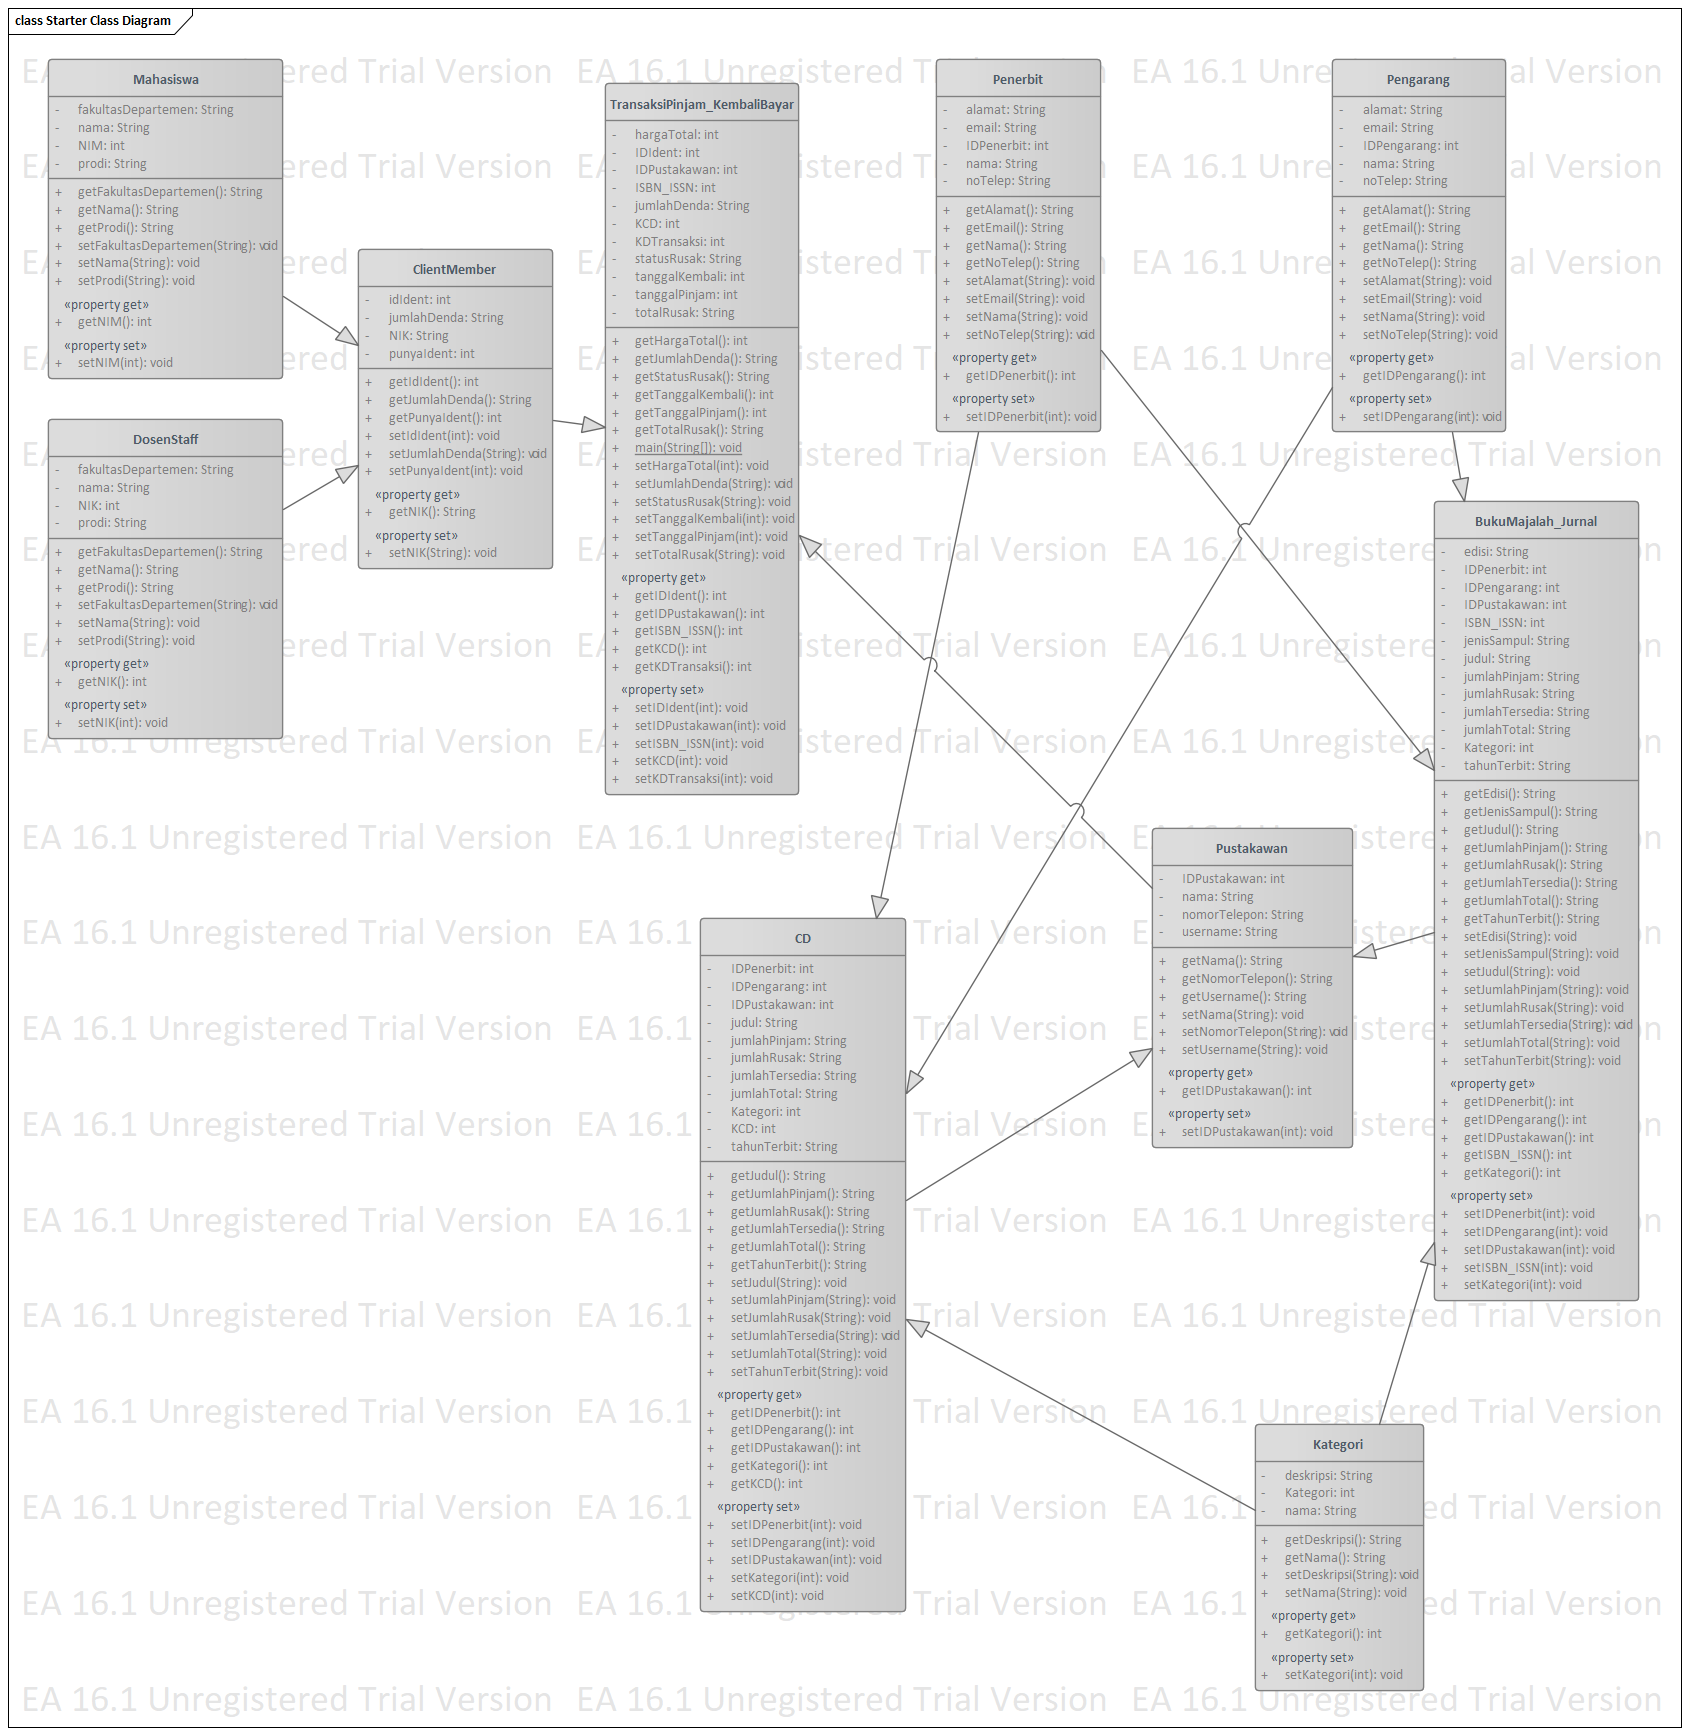 class Starter Class Diagram
Mahasiswa
- fakultasDepartemen: String
- nama: String
- NIM: int
- prodi: String
+ getFakultasDepartemen(): String
+ getNama(): String
+ getProdi(): String
+ setFakultasDepartemen(String): void
+ setNama(String): void
+ setProdi(String): void
«property get»
+ getNIM(): int
«property set»
+ setNIM(int): void
DosenStaff
- fakultasDepartemen: String
- nama: String
- NIK: int
- prodi: String
+ getFakultasDepartemen(): String
+ getNama(): String
+ getProdi(): String
+ setFakultasDepartemen(String): void
+ setNama(String): void
+ setProdi(String): void
«property get»
+ getNIK(): int
«property set»
+ setNIK(int): void
ClientMember
- idIdent: int
- jumlahDenda: String
- NIK: String
- punyaIdent: int
+ getIdIdent(): int
+ getJumlahDenda(): String
+ getPunyaIdent(): int
+ setIdIdent(int): void
+ setJumlahDenda(String): void
+ setPunyaIdent(int): void
«property get»
+ getNIK(): String
«property set»
+ setNIK(String): void
TransaksiPinjam_KembaliBayar
- hargaTotal: int
- IDIdent: int
- IDPustakawan: int
- ISBN_ISSN: int
- jumlahDenda: String
- KCD: int
- KDTransaksi: int
- statusRusak: String
- tanggalKembali: int
- tanggalPinjam: int
- totalRusak: String
+ getHargaTotal(): int
+ getJumlahDenda(): String
+ getStatusRusak(): String
+ getTanggalKembali(): int
+ getTanggalPinjam(): int
+ getTotalRusak(): String
+ main(String[]): void
+ setHargaTotal(int): void
+ setJumlahDenda(String): void
+ setStatusRusak(String): void
+ setTanggalKembali(int): void
+ setTanggalPinjam(int): void
+ setTotalRusak(String): void
«property get»
+ getIDIdent(): int
+ getIDPustakawan(): int
+ getISBN_ISSN(): int
+ getKCD(): int
+ getKDTransaksi(): int
«property set»
+ setIDIdent(int): void
+ setIDPustakawan(int): void
+ setISBN_ISSN(int): void
+ setKCD(int): void
+ setKDTransaksi(int): void
Penerbit
- alamat: String
- email: String
- IDPenerbit: int
- nama: String
- noTelep: String
+ getAlamat(): String
+ getEmail(): String
+ getNama(): String
+ getNoTelep(): String
+ setAlamat(String): void
+ setEmail(String): void
+ setNama(String): void
+ setNoTelep(String): void
«property get»
+ getIDPenerbit(): int
«property set»
+ setIDPenerbit(int): void
Pengarang
- alamat: String
- email: String
- IDPengarang: int
- nama: String
- noTelep: String
+ getAlamat(): String
+ getEmail(): String
+ getNama(): String
+ getNoTelep(): String
+ setAlamat(String): void
+ setEmail(String): void
+ setNama(String): void
+ setNoTelep(String): void
«property get»
+ getIDPengarang(): int
«property set»
+ setIDPengarang(int): void
BukuMajalah_Jurnal
- edisi: String
- IDPenerbit: int
- IDPengarang: int
- IDPustakawan: int
- ISBN_ISSN: int
- jenisSampul: String
- judul: String
- jumlahPinjam: String
- jumlahRusak: String
- jumlahTersedia: String
- jumlahTotal: String
- Kategori: int
- tahunTerbit: String
+ getEdisi(): String
+ getJenisSampul(): String
+ getJudul(): String
+ getJumlahPinjam(): String
+ getJumlahRusak(): String
+ getJumlahTersedia(): String
+ getJumlahTotal(): String
+ getTahunTerbit(): String
+ setEdisi(String): void
+ setJenisSampul(String): void
+ setJudul(String): void
+ setJumlahPinjam(String): void
+ setJumlahRusak(String): void
+ setJumlahTersedia(String): void
+ setJumlahTotal(String): void
+ setTahunTerbit(String): void
«property get»
+ getIDPenerbit(): int
+ getIDPengarang(): int
+ getIDPustakawan(): int
+ getISBN_ISSN(): int
+ getKategori(): int
«property set»
+ setIDPenerbit(int): void
+ setIDPengarang(int): void
+ setIDPustakawan(int): void
+ setISBN_ISSN(int): void
+ setKategori(int): void
Pustakawan
- IDPustakawan: int
- nama: String
- nomorTelepon: String
- username: String
+ getNama(): String
+ getNomorTelepon(): String
+ getUsername(): String
+ setNama(String): void
+ setNomorTelepon(String): void
+ setUsername(String): void
«property get»
+ getIDPustakawan(): int
«property set»
+ setIDPustakawan(int): void
CD
- IDPenerbit: int
- IDPengarang: int
- IDPustakawan: int
- judul: String
- jumlahPinjam: String
- jumlahRusak: String
- jumlahTersedia: String
- jumlahTotal: String
- Kategori: int
- KCD: int
- tahunTerbit: String
+ getJudul(): String
+ getJumlahPinjam(): String
+ getJumlahRusak(): String
+ getJumlahTersedia(): String
+ getJumlahTotal(): String
+ getTahunTerbit(): String
+ setJudul(String): void
+ setJumlahPinjam(String): void
+ setJumlahRusak(String): void
+ setJumlahTersedia(String): void
+ setJumlahTotal(String): void
+ setTahunTerbit(String): void
«property get»
+ getIDPenerbit(): int
+ getIDPengarang(): int
+ getIDPustakawan(): int
+ getKategori(): int
+ getKCD(): int
«property set»
+ setIDPenerbit(int): void
+ setIDPengarang(int): void
+ setIDPustakawan(int): void
+ setKategori(int): void
+ setKCD(int): void
Kategori
- deskripsi: String
- Kategori: int
- nama: String
+ getDeskripsi(): String
+ getNama(): String
+ setDeskripsi(String): void
+ setNama(String): void
«property get»
+ getKategori(): int
«property set»
+ setKategori(int): void
EA 16.1 Unregistered Trial Version